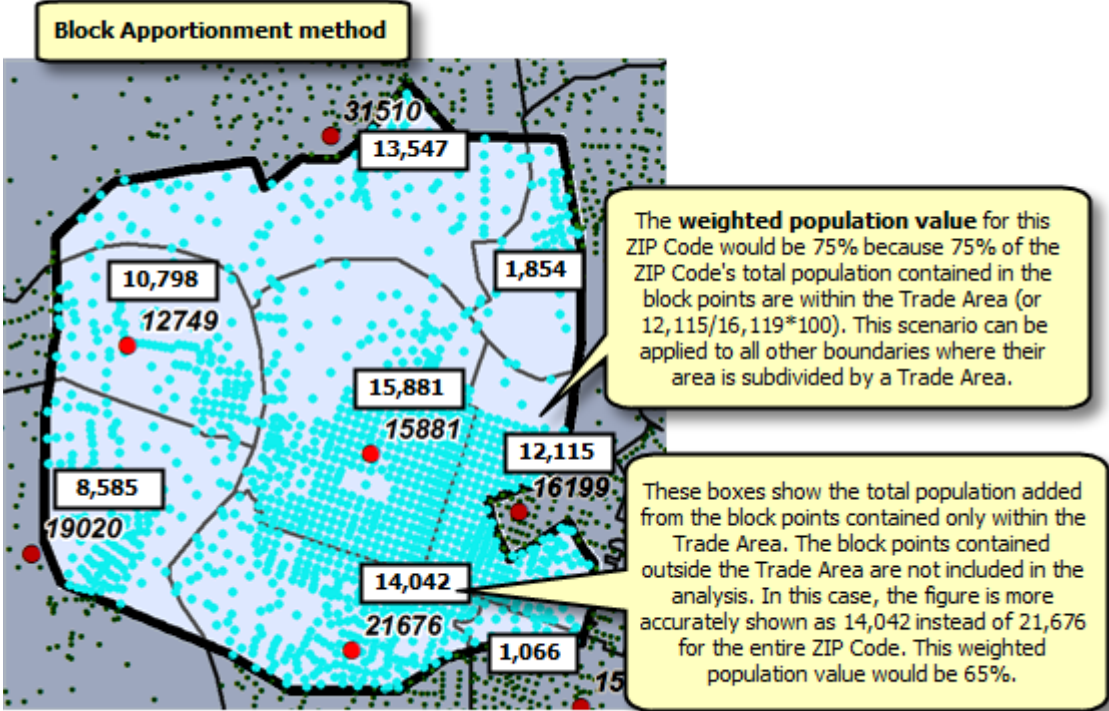 Block Apportionment method
31510
13,547
The weighted population value for this
ZIP Code would be 75% because 75% of the
ZIP Code's total population contained in the
block points are within the Trade Area (or
12,115/16,119*100). This scenario can be
applied to all other boundaries where their
area is subdivided by a Trade Area.
1,854
10,798
12749
15,881
15881
12,115
16199
8,585
19020
These boxes show the total population added
from the block points contained only within the
Trade Area. The block points contained
outside the Trade Area are not included in the
analysis. In this case, the figure is more
accurately shown as 14,042 instead of 21,676
for the entire ZIP Code. This weighted
population value would be 65%.
14,042
21676
1,066
15